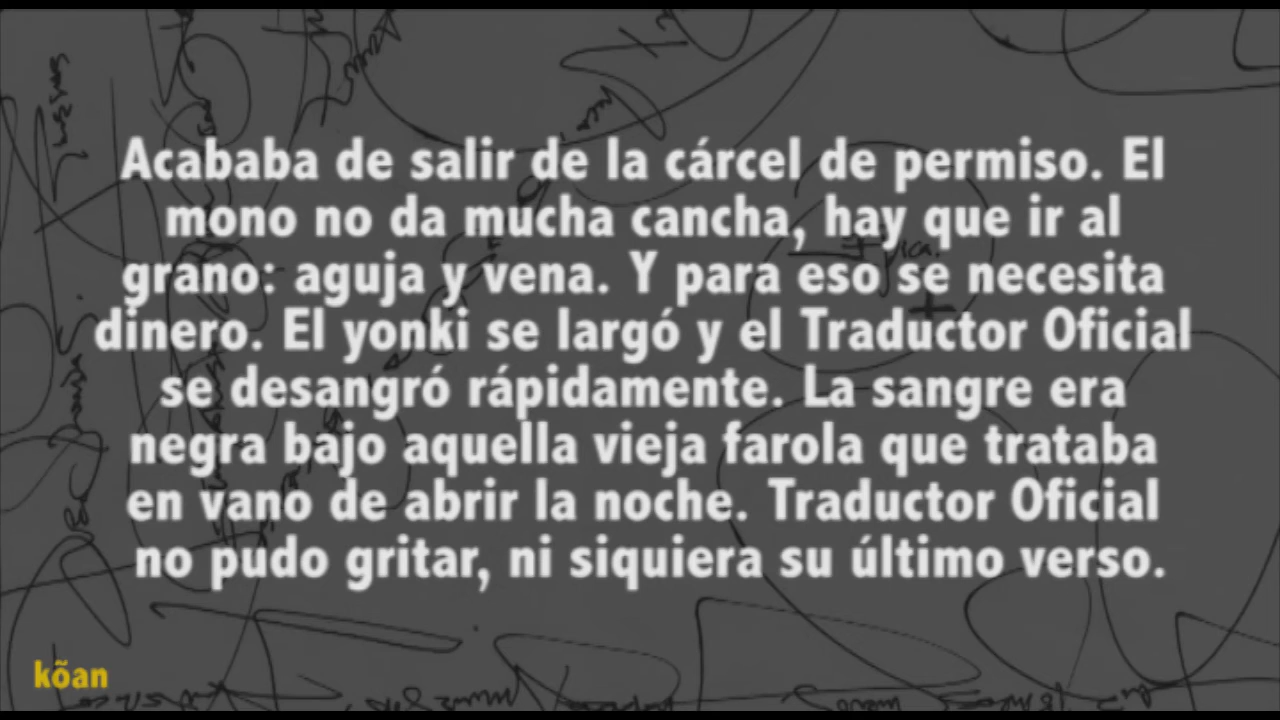 Acababa de salir de la cárcel de permiso. El
mono no da mucha cancha, hay que ir al
grano: aguja y vena. Y para eso se necesita
dinero. El yonki se largó y el Traductor Oficial
se desangró rápidamente. La sangre era
negra bajo aquella vieja farola que trataba
en vano de abrir la noche. Traductor Oficial
no pudo gritar, ni siquiera su último verso.
kõan